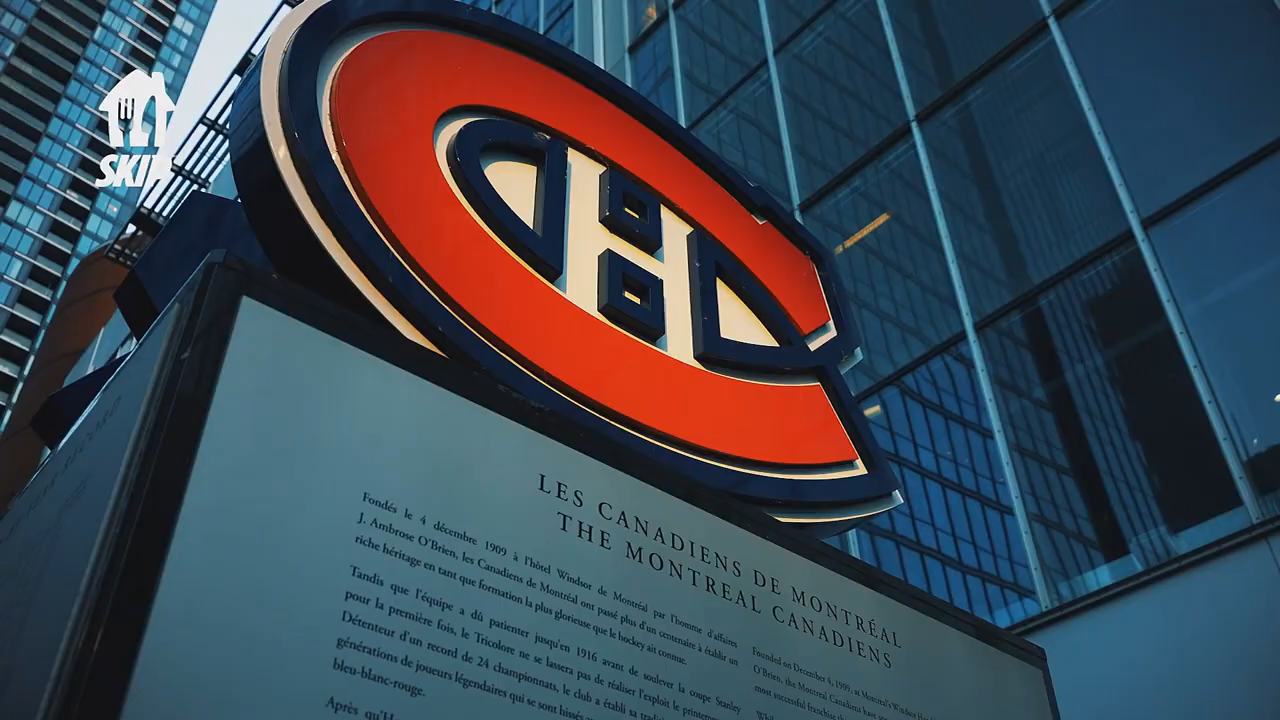 SKIP
CH
LES CANADIENS DE MONTRÉAL
THE MONTREAL CANADIENS
Fondés le 4 décembre 1909 à l'hôtel Windsor de Montréal par l'homme d'affaires
J. Ambrose O'Brien, les Canadiens de Montréal ont passé plus d'un centenaire à établir un
riche héritage en tant que formation la plus glorieuse que le hockey ait connue.
Tandis que l'équipe a dû patienter jusqu'en 1916 avant de soulever la coupe Stanley
pour la première fois, le Tricolore ne se lassera pas de réaliser l'exploit le printemps
Détenteur d'un record de 24 championnats, le club a établi sa
générations de joueurs légendaires qui se sont
bleu-blanc-rouge.
Après
Founded on December 4, 1909, at Montreal's Windsor
O'Brien, the Montreal Canadiens have
most successful franchise